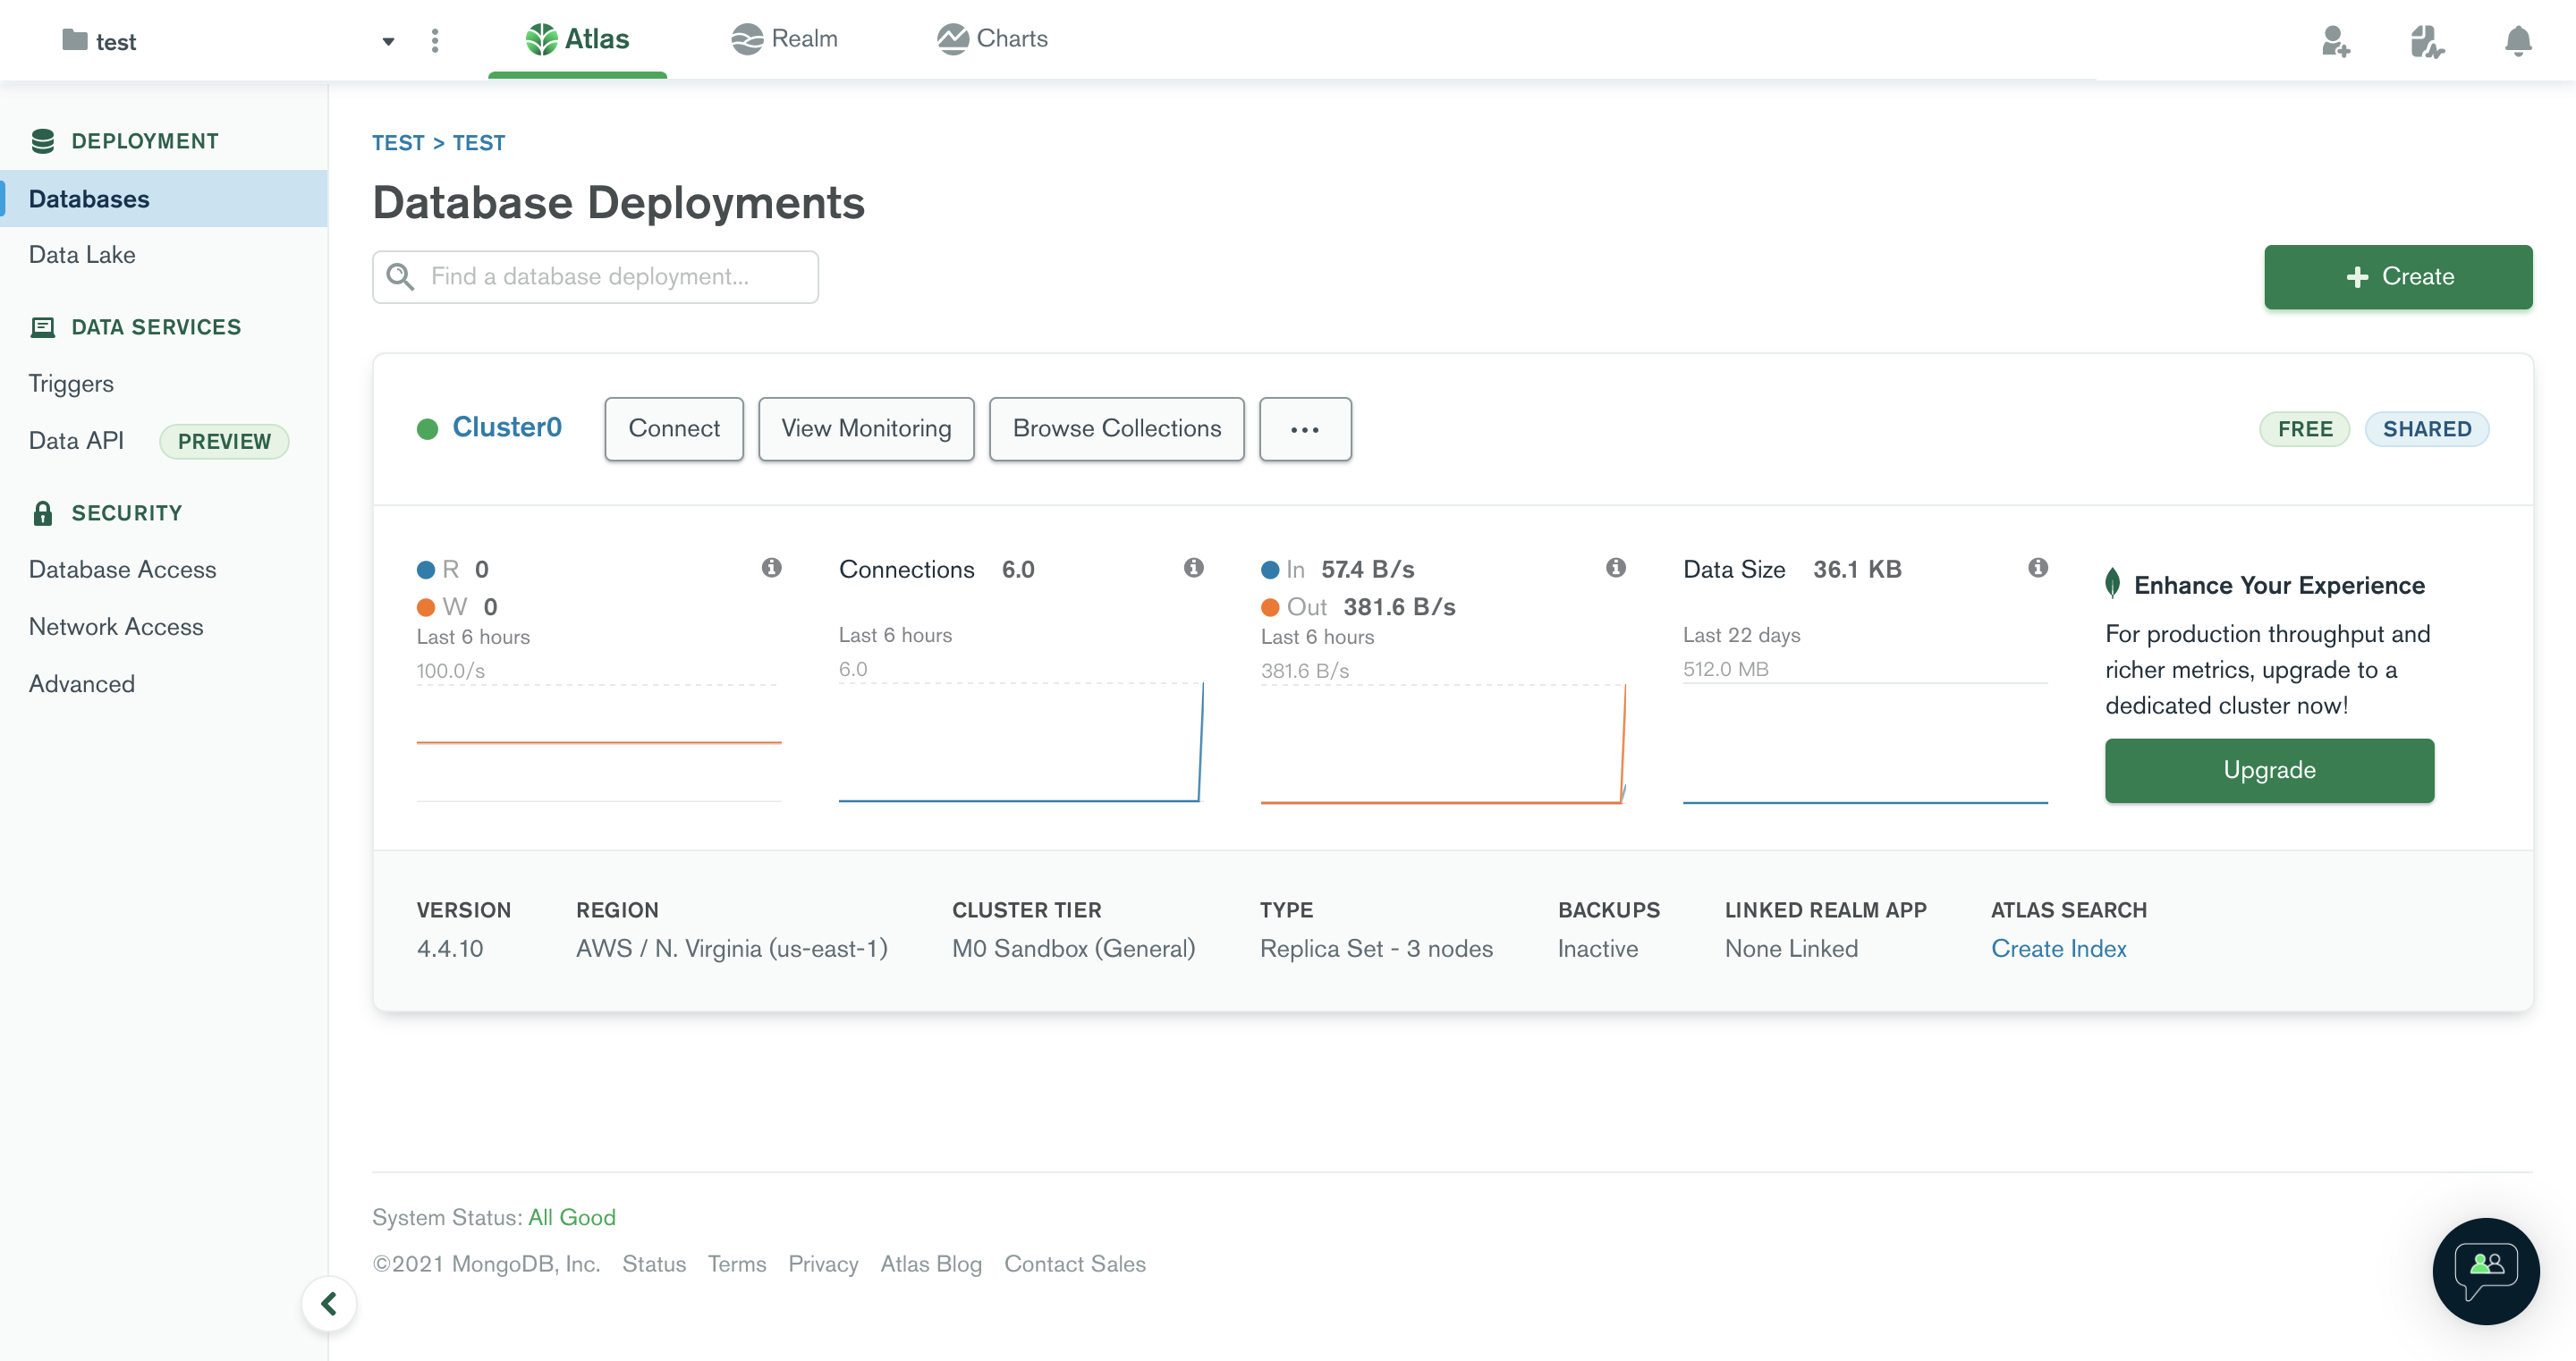 test
Atlas
Realm
Charts
DEPLOYMENT
Databases
Data Lake
DATA SERVICES
Triggers
Data API PREVIEW
SECURITY
Database Access
Network Access
Advanced
TEST > TEST
Database Deployments
Find a database deployment...
Create
Cluster0
Connect
View Monitoring
Browse Collections
FREE
SHARED
R 0
W 0
Last 6 hours
100.0/s
Connections 6.0
Last 6 hours
6.0
In 57.4 B/s
Out 381.6 B/s
Last 6 hours
381.6 B/s
Data Size 36.1 KB
Last 22 days
512.0 MB
Enhance Your Experience
For production throughput and
richer metrics, upgrade to a
dedicated cluster now!
Upgrade
VERSION
4.4.10
REGION
AWS / N. Virginia (us-east-1)
CLUSTER TIER
M0 Sandbox (General)
TYPE
Replica Set - 3 nodes
BACKUPS
Inactive
LINKED REALM APP
None Linked
ATLAS SEARCH
Create Index
System Status: All Good
©2021 MongoDB, Inc. Status Terms Privacy Atlas Blog Contact Sales